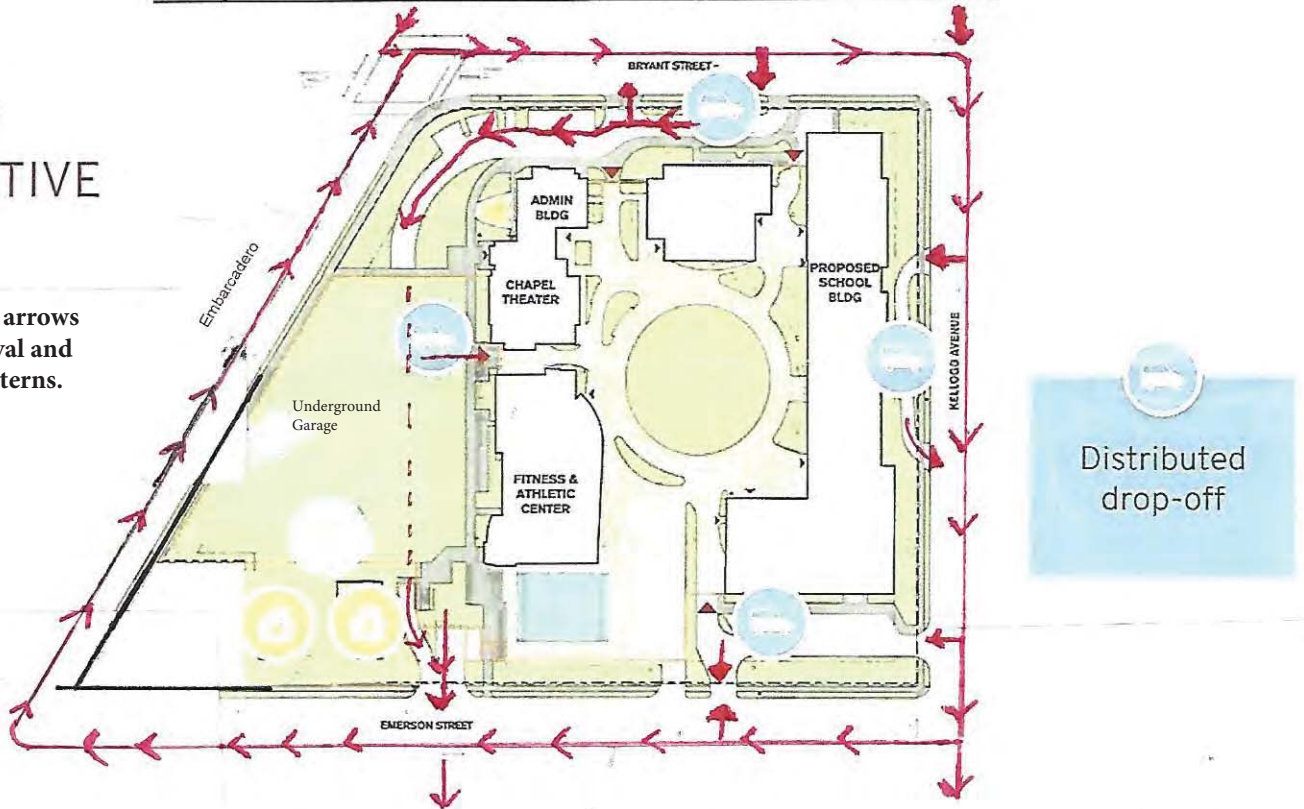 BRYANT STREET-
TIVE
ADMIN
BLDG
Embarcadero
CHAPEL
THEATER
PROPOSED
SCHOOL
BLDG
arrows
val and
terns.
KELLOGG AVENUE
Underground
Garage
FITNESS &
ATHLETIC
CENTER
Distributed
drop-off
EMERSON STREET